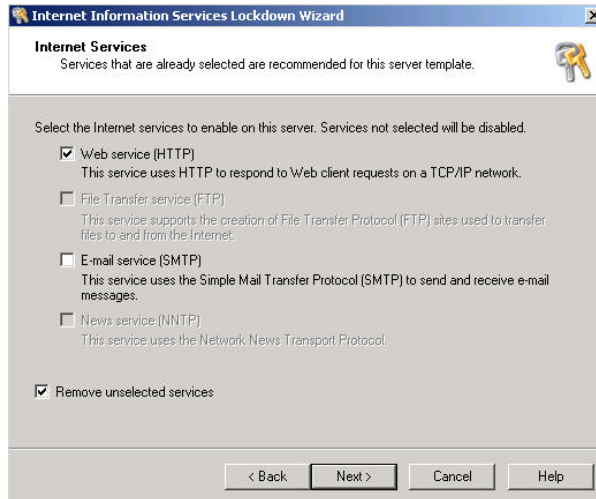 Internet Information Services Lockdown Wizard
Internet Services
Services that are already selected are recommended for this server template.
Select the Internet services to enable on this server. Services not selected will be disabled.
Web service (HTTP)
This service uses HTTP to respond to Web client requests on a TCP/IP network.
File Transfer service (FTP)
This service supports the creation of File Transfer Protocol (FTP) sites used to transfer
files to and from the Internet.
E-mail service (SMTP)
This service uses the Simple Mail Transfer Protocol (SMTP) to send and receive e-mail
messages.
News service (NNTP)
This service uses the Network News Transport Protocol.
Remove unselected services
< Back Next > Cancel Help